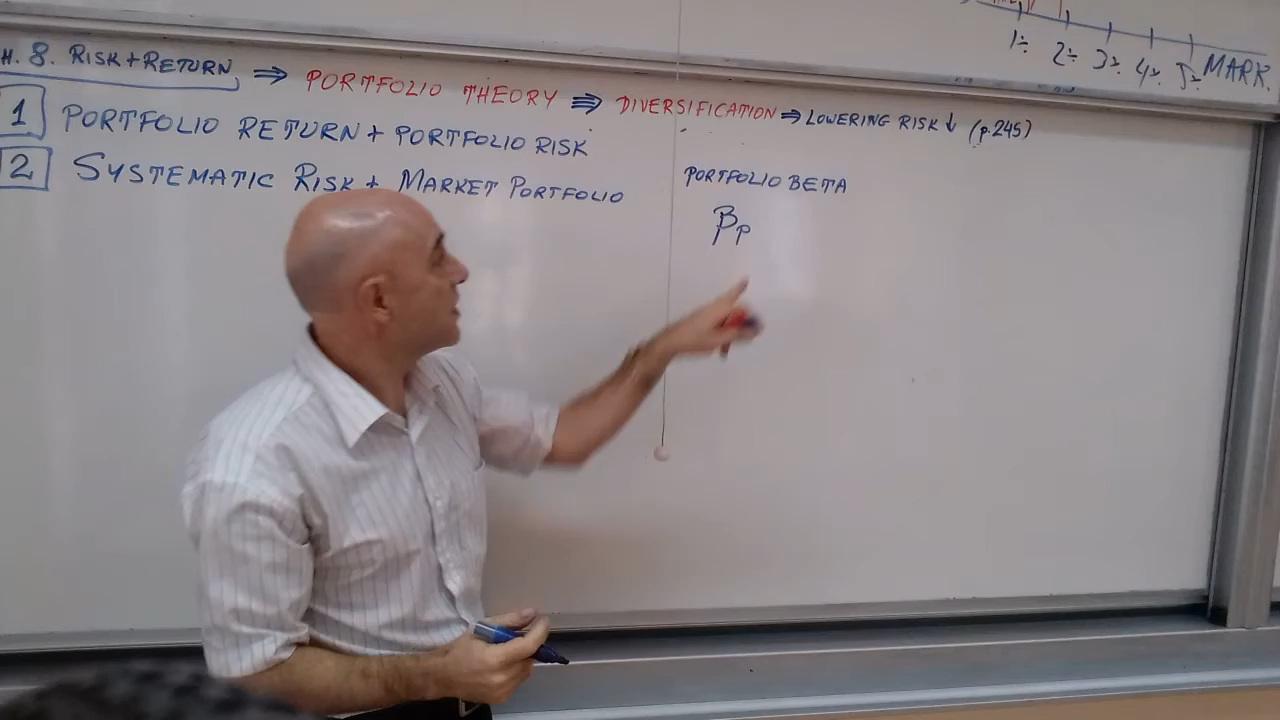 1÷ 2÷ 3÷ 4÷ 5÷ MARK.
H. 8. RISK+RETURN ⇒ PORTFOLIO THEORY ⇛ DIVERSIFICATION ⇒ LOWERING RISK ↓ (p.245)
1 PORTFOLIO RETURN + PORTFOLIO RISK
2 SYSTEMATIC RISK + MARKET PORTFOLIO
PORTFOLIO BETA
βP